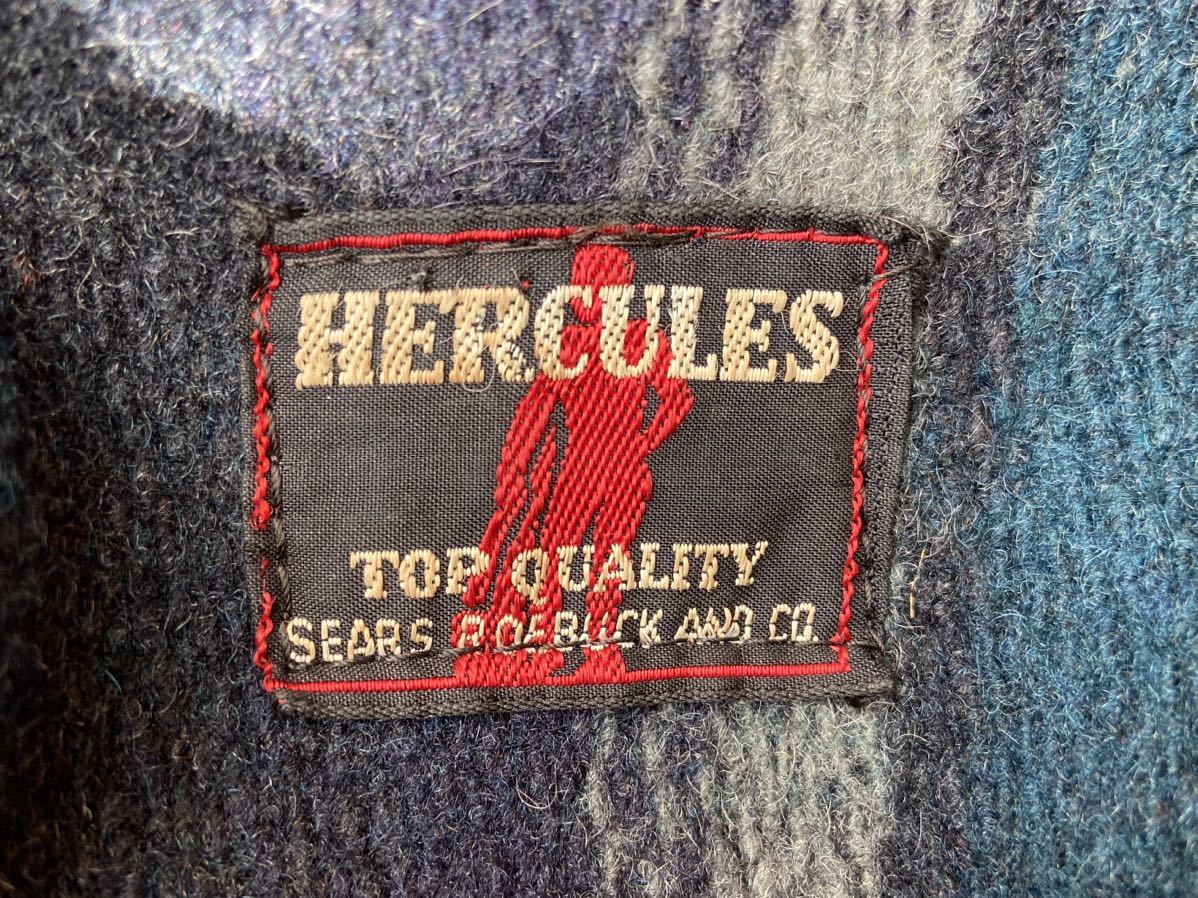 HERCULES
TOP QUALITY
SEARS ROEBUCK AND CO.